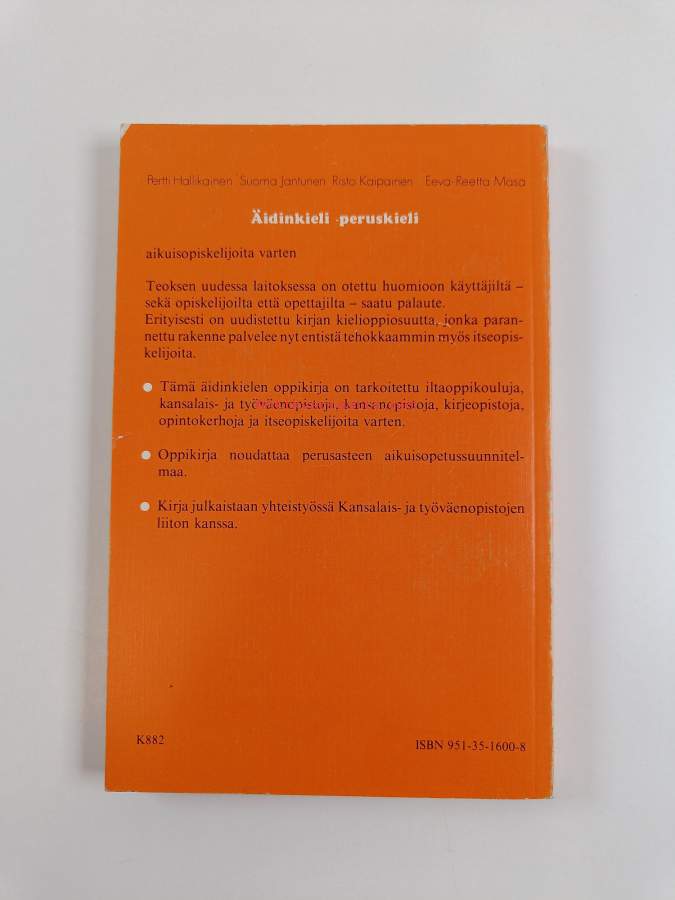 Pertti Hallikainen Suoma Jantunen Risto Kaipainen Eeva-Reetta Masa
Äidinkieli -peruskieli
aikuisopiskelijoita varten
Teoksen uudessa laitoksessa on otettu huomioon käyttäjiltä –
sekä opiskelijoilta että opettajilta – saatu palaute.
Erityisesti on uudistettu kirjan kielioppiosuutta, jonka paran-
nettu rakenne palvelee nyt entistä tehokkaammin myös itseopis-
kelijoita.
● Tämä äidinkielen oppikirja on tarkoitettu iltaoppikouluja,
kansalais- ja työväenopistoja, kansanopistoja, kirjeopistoja,
opintokerhoja ja itseopiskelijoita varten.
● Oppikirja noudattaa perusasteen aikuisopetussuunnitel-
maa.
● Kirja julkaistaan yhteistyössä Kansalais- ja työväenopistojen
liiton kanssa.
K882
ISBN 951-35-1600-8